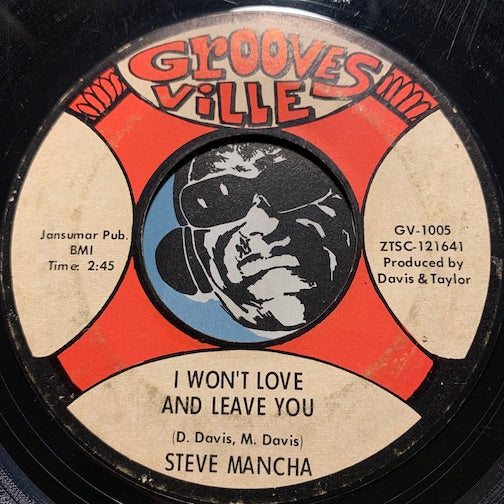 GROOVES
VILLE
Jansumar Pub.
BMI
Time: 2:45
GV-1005
ZTSC-121641
Produced by
Davis & Taylor
I WON'T LOVE
AND LEAVE YOU
(D. Davis, M. Davis)
STEVE MANCHA